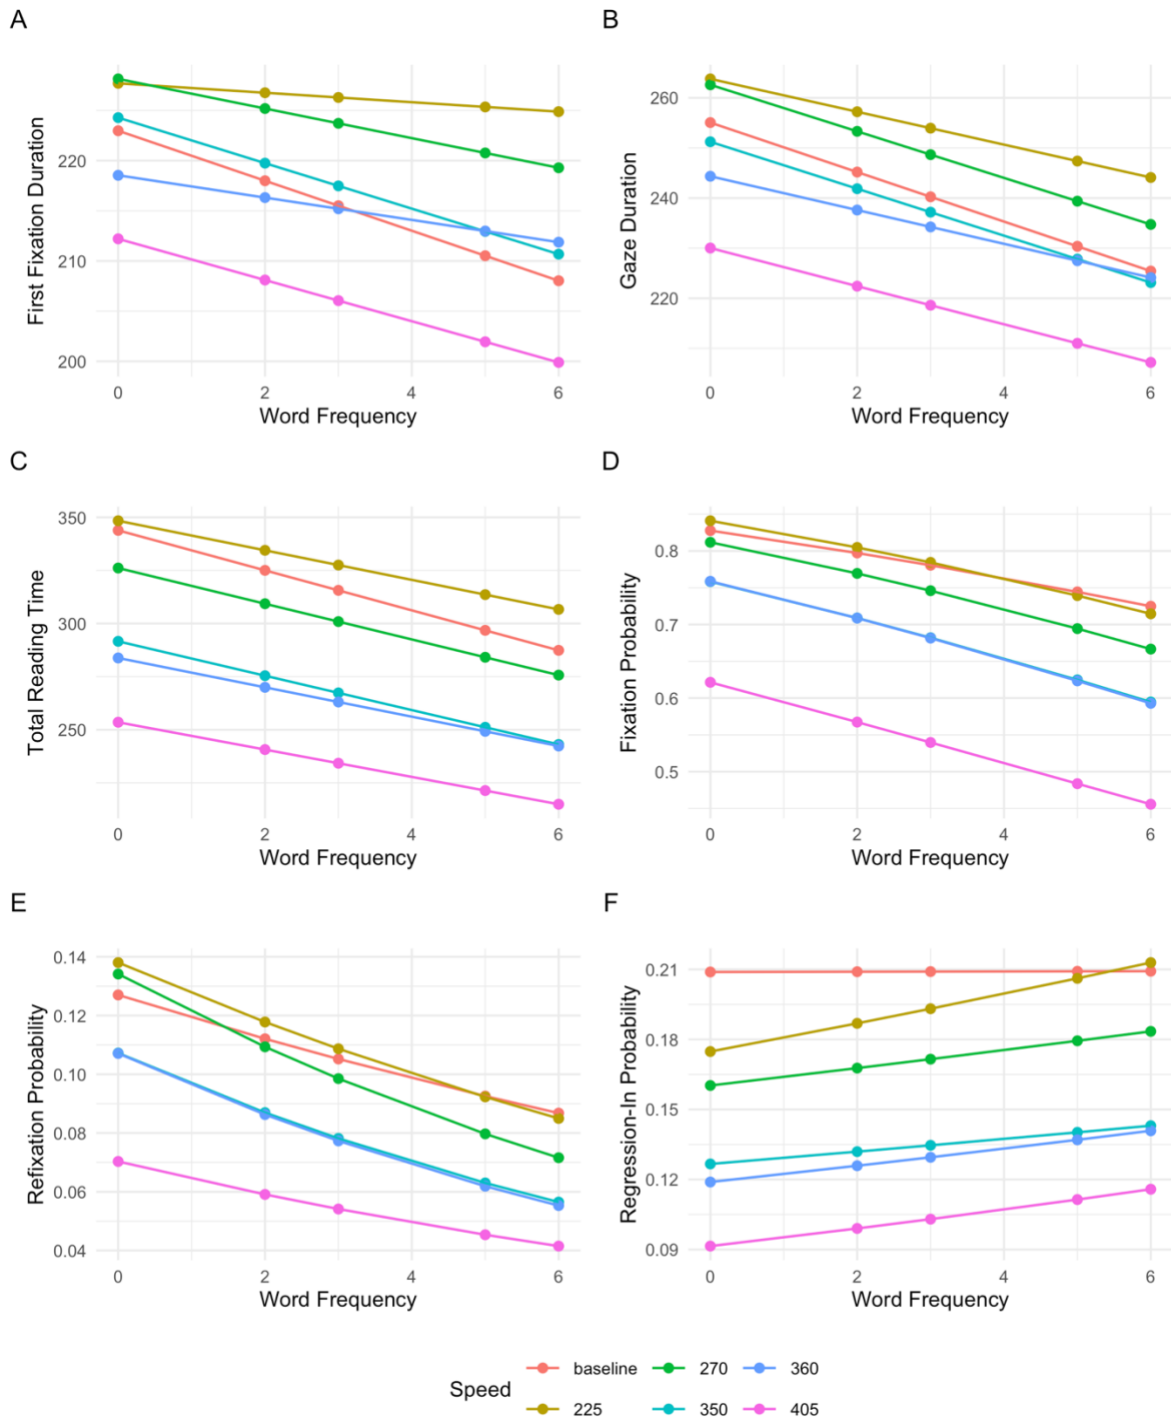 A
B
First Fixation Duration
220
210
200
0
2
4
6
Word Frequency
Gaze Duration
260
240
220
0
2
4
6
Word Frequency
C
D
Total Reading Time
350
300
250
0
2
4
6
Word Frequency
Fixation Probability
0.8
0.7
0.6
0.5
0
2
4
6
Word Frequency
E
F
Refixation Probability
0.14
0.12
0.10
0.08
0.06
0.04
0
2
4
6
Word Frequency
Regression-In Probability
0.21
0.18
0.15
0.12
0.09
0
2
4
6
Word Frequency
Speed
baseline
270
360
225
350
405